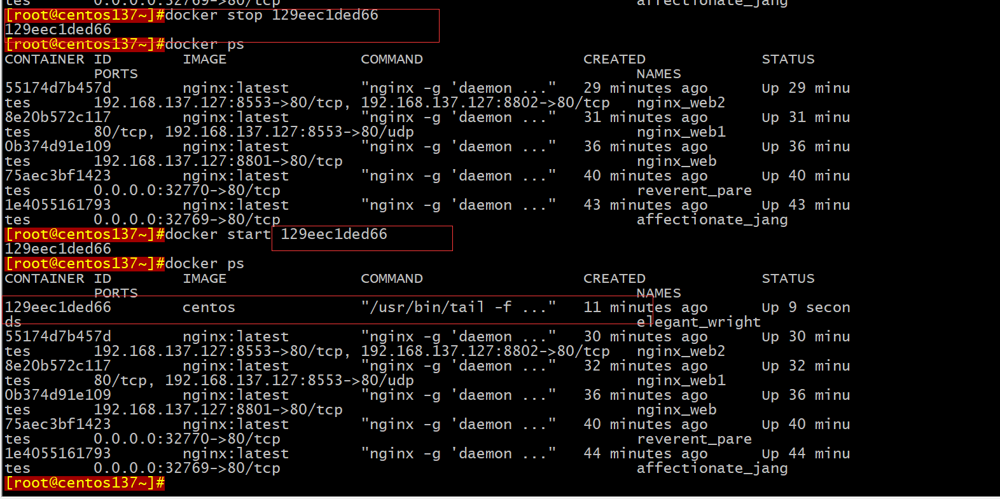 tes       0.0.0.0:32769->80/tcp                                        affectionate_jang
[root@centos137~]#docker stop 129eec1ded66
129eec1ded66
[root@centos137~]#docker ps
CONTAINER ID        IMAGE               COMMAND                  CREATED             STATUS
          PORTS                                                        NAMES
55174d7b457d        nginx:latest        "nginx -g 'daemon ..."   29 minutes ago      Up 29 minu
tes       192.168.137.127:8553->80/tcp, 192.168.137.127:8802->80/tcp   nginx_web2
8e20b572c117        nginx:latest        "nginx -g 'daemon ..."   31 minutes ago      Up 31 minu
tes       80/tcp, 192.168.137.127:8553->80/udp                         nginx_web1
0b374d91e109        nginx:latest        "nginx -g 'daemon ..."   36 minutes ago      Up 36 minu
tes       192.168.137.127:8801->80/tcp                                 nginx_web
75aec3bf1423        nginx:latest        "nginx -g 'daemon ..."   40 minutes ago      Up 40 minu
tes       0.0.0.0:32770->80/tcp                                        reverent_pare
1e4055161793        nginx:latest        "nginx -g 'daemon ..."   43 minutes ago      Up 43 minu
tes       0.0.0.0:32769->80/tcp                                        affectionate_jang
[root@centos137~]#docker start 129eec1ded66
129eec1ded66
[root@centos137~]#docker ps
CONTAINER ID        IMAGE               COMMAND                  CREATED             STATUS
          PORTS                                                        NAMES
129eec1ded66        centos              "/usr/bin/tail -f ..."   11 minutes ago      Up 9 secon
ds                                                                     elegant_wright
55174d7b457d        nginx:latest        "nginx -g 'daemon ..."   30 minutes ago      Up 30 minu
tes       192.168.137.127:8553->80/tcp, 192.168.137.127:8802->80/tcp   nginx_web2
8e20b572c117        nginx:latest        "nginx -g 'daemon ..."   32 minutes ago      Up 32 minu
tes       80/tcp, 192.168.137.127:8553->80/udp                         nginx_web1
0b374d91e109        nginx:latest        "nginx -g 'daemon ..."   36 minutes ago      Up 36 minu
tes       192.168.137.127:8801->80/tcp                                 nginx_web
75aec3bf1423        nginx:latest        "nginx -g 'daemon ..."   40 minutes ago      Up 40 minu
tes       0.0.0.0:32770->80/tcp                                        reverent_pare
1e4055161793        nginx:latest        "nginx -g 'daemon ..."   44 minutes ago      Up 44 minu
tes       0.0.0.0:32769->80/tcp                                        affectionate_jang
[root@centos137~]#